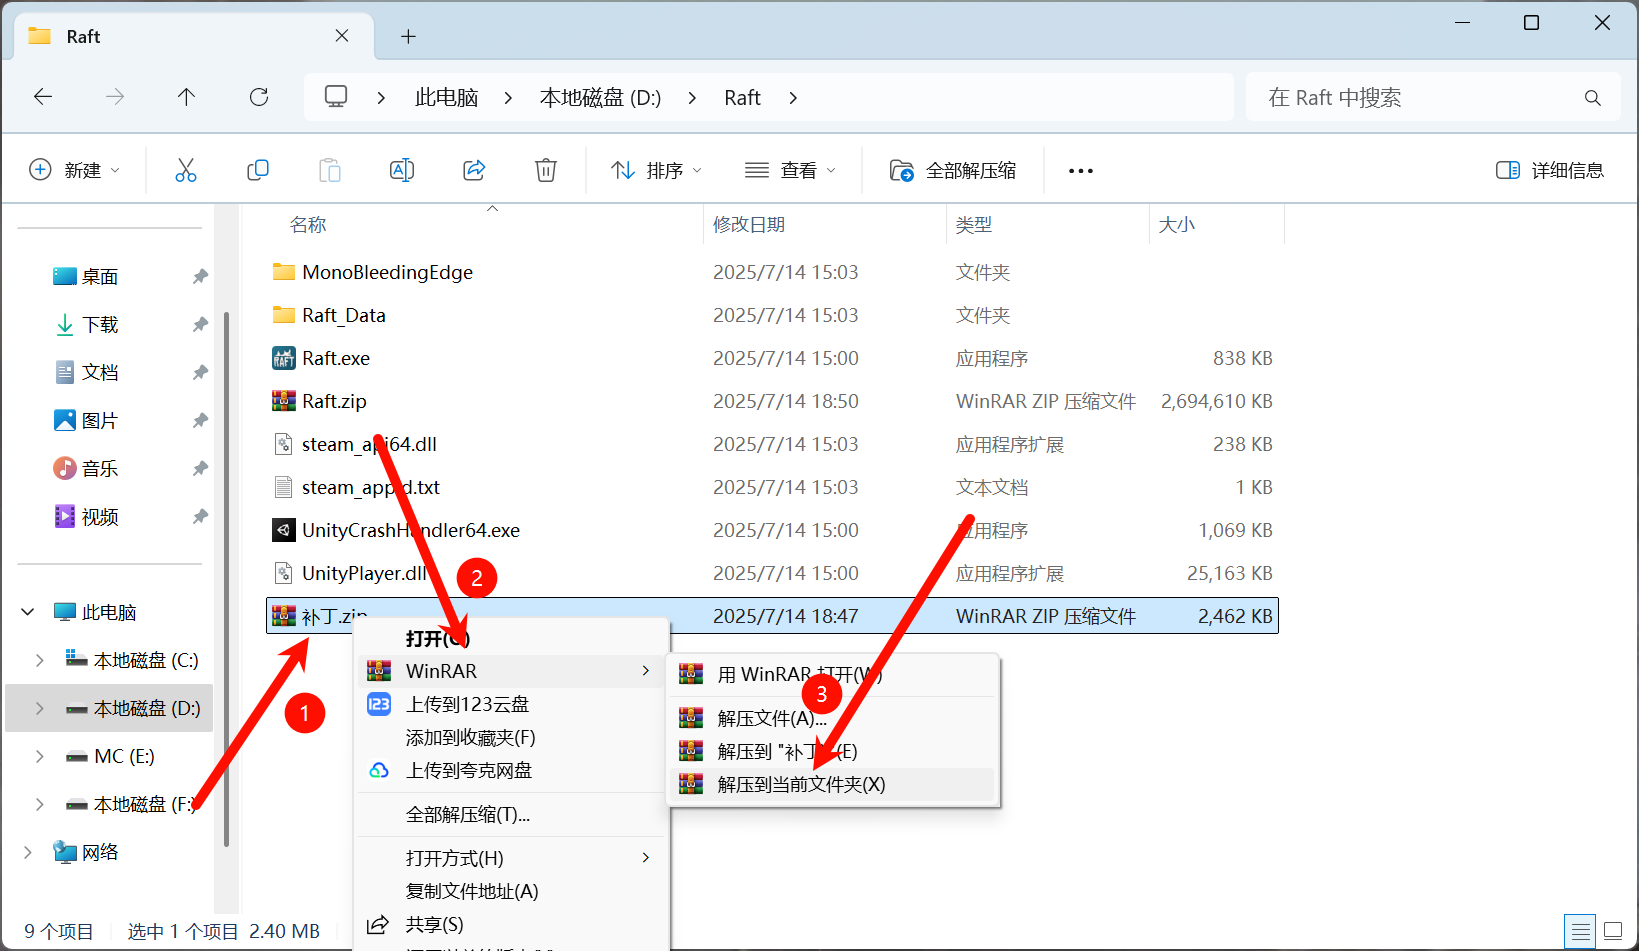 Raft
此电脑 本地磁盘 (D:) Raft
在 Raft 中搜索
新建 排序 查看 全部解压缩 详细信息
名称 修改日期 类型 大小
桌面
下载
文档
图片
音乐
视频
此电脑
本地磁盘 (C:)
本地磁盘 (D:)
MC (E:)
本地磁盘 (F:)
网络
MonoBleedingEdge 2025/7/14 15:03 文件夹
Raft_Data 2025/7/14 15:03 文件夹
Raft.exe 2025/7/14 15:00 应用程序 838 KB
Raft.zip 2025/7/14 18:50 WinRAR ZIP 压缩文件 2,694,610 KB
steam_api64.dll 2025/7/14 15:03 应用程序扩展 238 KB
steam_appid.txt 2025/7/14 15:03 文本文档 1 KB
UnityCrashHandler64.exe 2025/7/14 15:00 应用程序 1,069 KB
UnityPlayer.dll 2025/7/14 15:00 应用程序扩展 25,163 KB
补丁.zip 2025/7/14 18:47 WinRAR ZIP 压缩文件 2,462 KB
1
2
3
打开(O)
WinRAR
123 上传到123云盘
添加到收藏夹(F)
上传到夸克网盘
全部解压缩(T)...
打开方式(H)
复制文件地址(A)
共享(S)
用 WinRAR 打开(W)
解压文件(A)...
解压到 "补丁\" (E)
解压到当前文件夹(X)
9 个项目 选中 1 个项目 2.40 MB